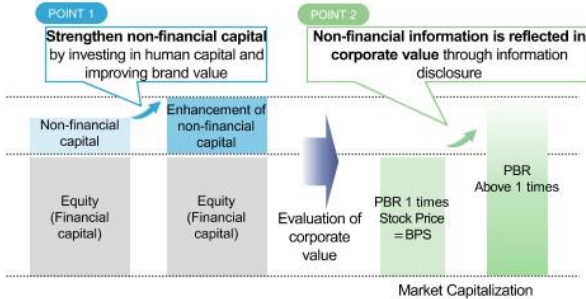 POINT 1
Strengthen non-financial capital
by investing in human capital and
improving brand value
POINT 2
Non-financial information is reflected in
corporate value through information
disclosure
Non-financial
capital
Enhancement of
non-financial
capital
Equity
(Financial
capital)
Equity
(Financial
capital)
Evaluation of
corporate
value
PBR 1 times
Stock Price
=BPS
PBR
Above 1 times
Market Capitalization